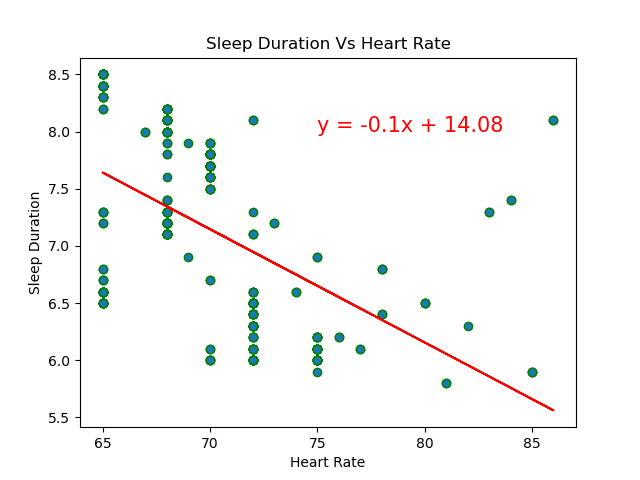 Sleep Duration Vs Heart Rate
y = -0.1x + 14.08
Sleep Duration
8.5
8.0
7.5
7.0
6.5
6.0
5.5
65 70 75 80 85
Heart Rate